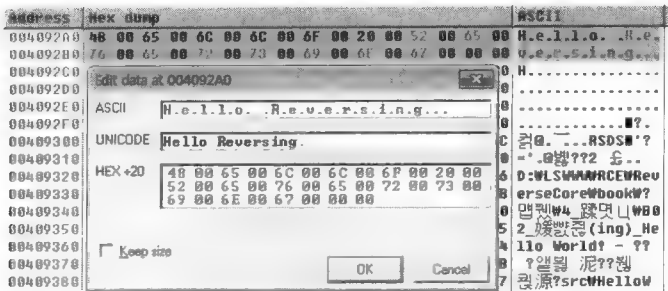 Address Hex dump ASCII
004092A0 48 00 65 00 6C 00 6C 00 6F 00 20 00 52 00 65 00 H.e.l.l.o. .R.e.
004092B0 76 00 65 00 72 00 73 00 69 00 6E 00 67 00 00 00 v.e.r.s.i.n.g...
004092C0 H...............
004092D0 ................
004092E0 ................
004092F0
00409300 RSDS
00409310
00409320 D:₩LSWWW₩RCE₩Rev
00409330 erseCore₩book₩?
00409340
00409350 (ing)_He
00409360 llo World? - ??
00409370
00409380 src₩HelloW
Edit data at 004092A0
ASCII H.e.l.l.o. .R.e.v.e.r.s.i.n.g...
UNICODE Hello Reversing.
HEX +20 48 00 65 00 6C 00 6C 00 6F 00 20 00
52 00 65 00 76 00 65 00 72 00 73 00
69 00 6E 00 67 00 00 00
Keep size
OK Cancel